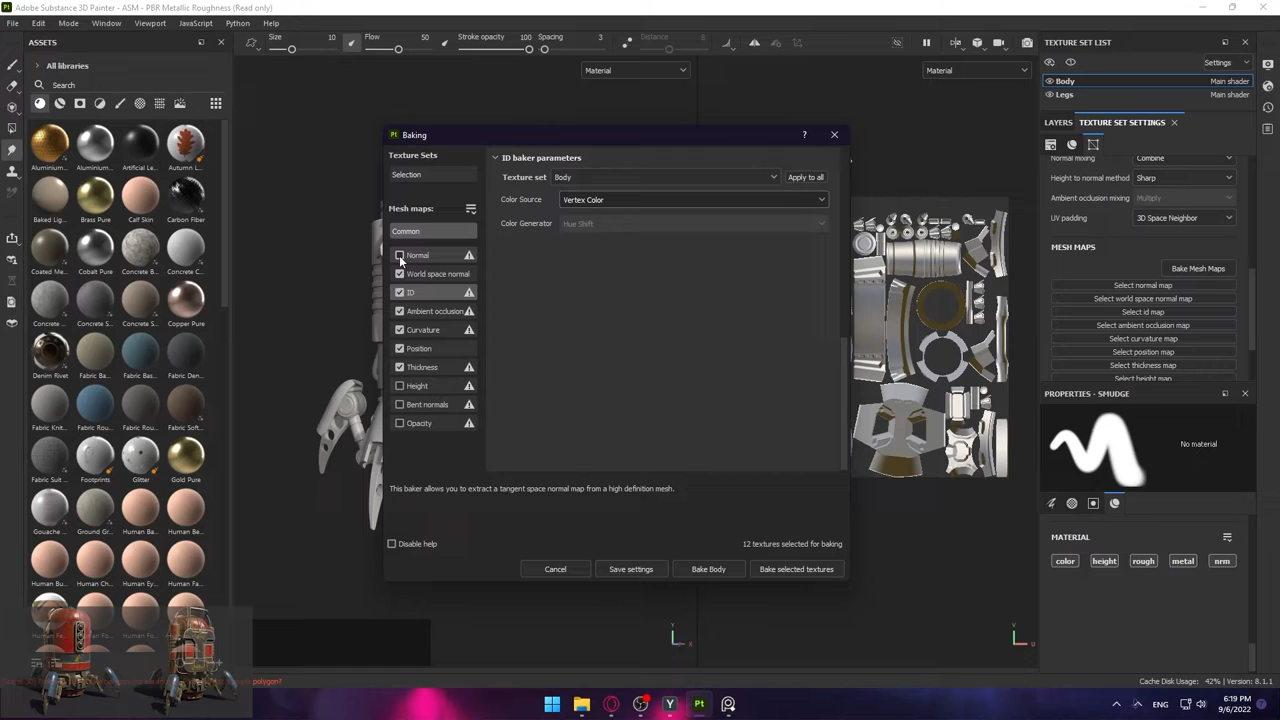 Adobe Substance 3D Painter - ASM - PBR Metallic Roughness (Read only)
File Edit Mode Window Viewport JavaScript Python Help
ASSETS
All libraries
Search
Aluminium...
Aluminium...
Artificial Le...
Autumn L...
Baked Lig...
Brass Pure
Calf Skin
Carbon Fiber
Coated Me...
Cobalt Pure
Concrete B...
Concrete C...
Concrete ...
Concrete ...
Concrete S...
Copper Pure
Denim Rivet
Fabric Bam...
Fabric Bas...
Fabric Den...
Fabric Knit...
Fabric Rou...
Fabric Rou...
Fabric Soft...
Fabric Suit ...
Footprints
Glitter
Gold Pure
Gouache ...
Ground Gr...
Human Ba...
Human Be...
Human Bu...
Human Ch...
Human Ey...
Human Fa...
Size 10 Flow 50 Stroke opacity 100 Spacing 3 Distance 8
Material
Material
Baking
Texture Sets
Selection
Mesh maps:
Common
Normal
World space normal
ID
Ambient occlusion
Curvature
Position
Thickness
Height
Bent normals
Opacity
ID baker parameters
Texture set Body Apply to all
Color Source Vertex Color
Color Generator Hue Shift
This baker allows you to extract a tangent space normal map from a high definition mesh.
Disable help
12 textures selected for baking
Cancel Save settings Bake Body Bake selected textures
TEXTURE SET LIST
Settings
Body Main shader
Legs Main shader
LAYERS TEXTURE SET SETTINGS
Normal mixing Combine
Height to normal method Sharp
Ambient occlusion mixing Multiply
UV padding 3D Space Neighbor
MESH MAPS
Bake Mesh Maps
Select normal map
Select world space normal map
Select id map
Select ambient occlusion map
Select curvature map
Select position map
Select thickness map
Select height map
PROPERTIES - SMUDGE
No material
MATERIAL
color height rough metal nrm
polygon?
Cache Disk Usage: 42% | Version: 8.1.1
ENG
6:19 PM
9/6/2022